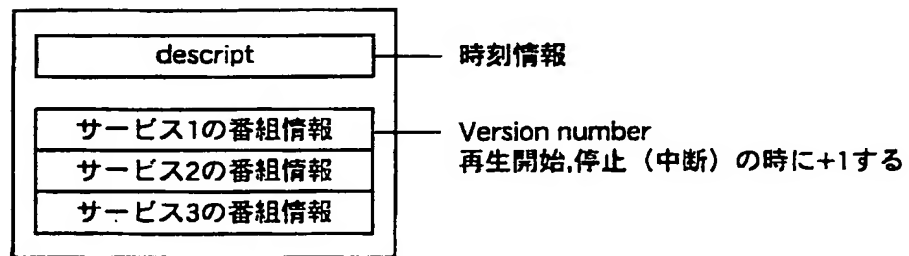 descript
時刻情報
サービス1の番組情報
Version number
再生開始,停止（中断）の時に+1する
サービス2の番組情報
サービス3の番組情報